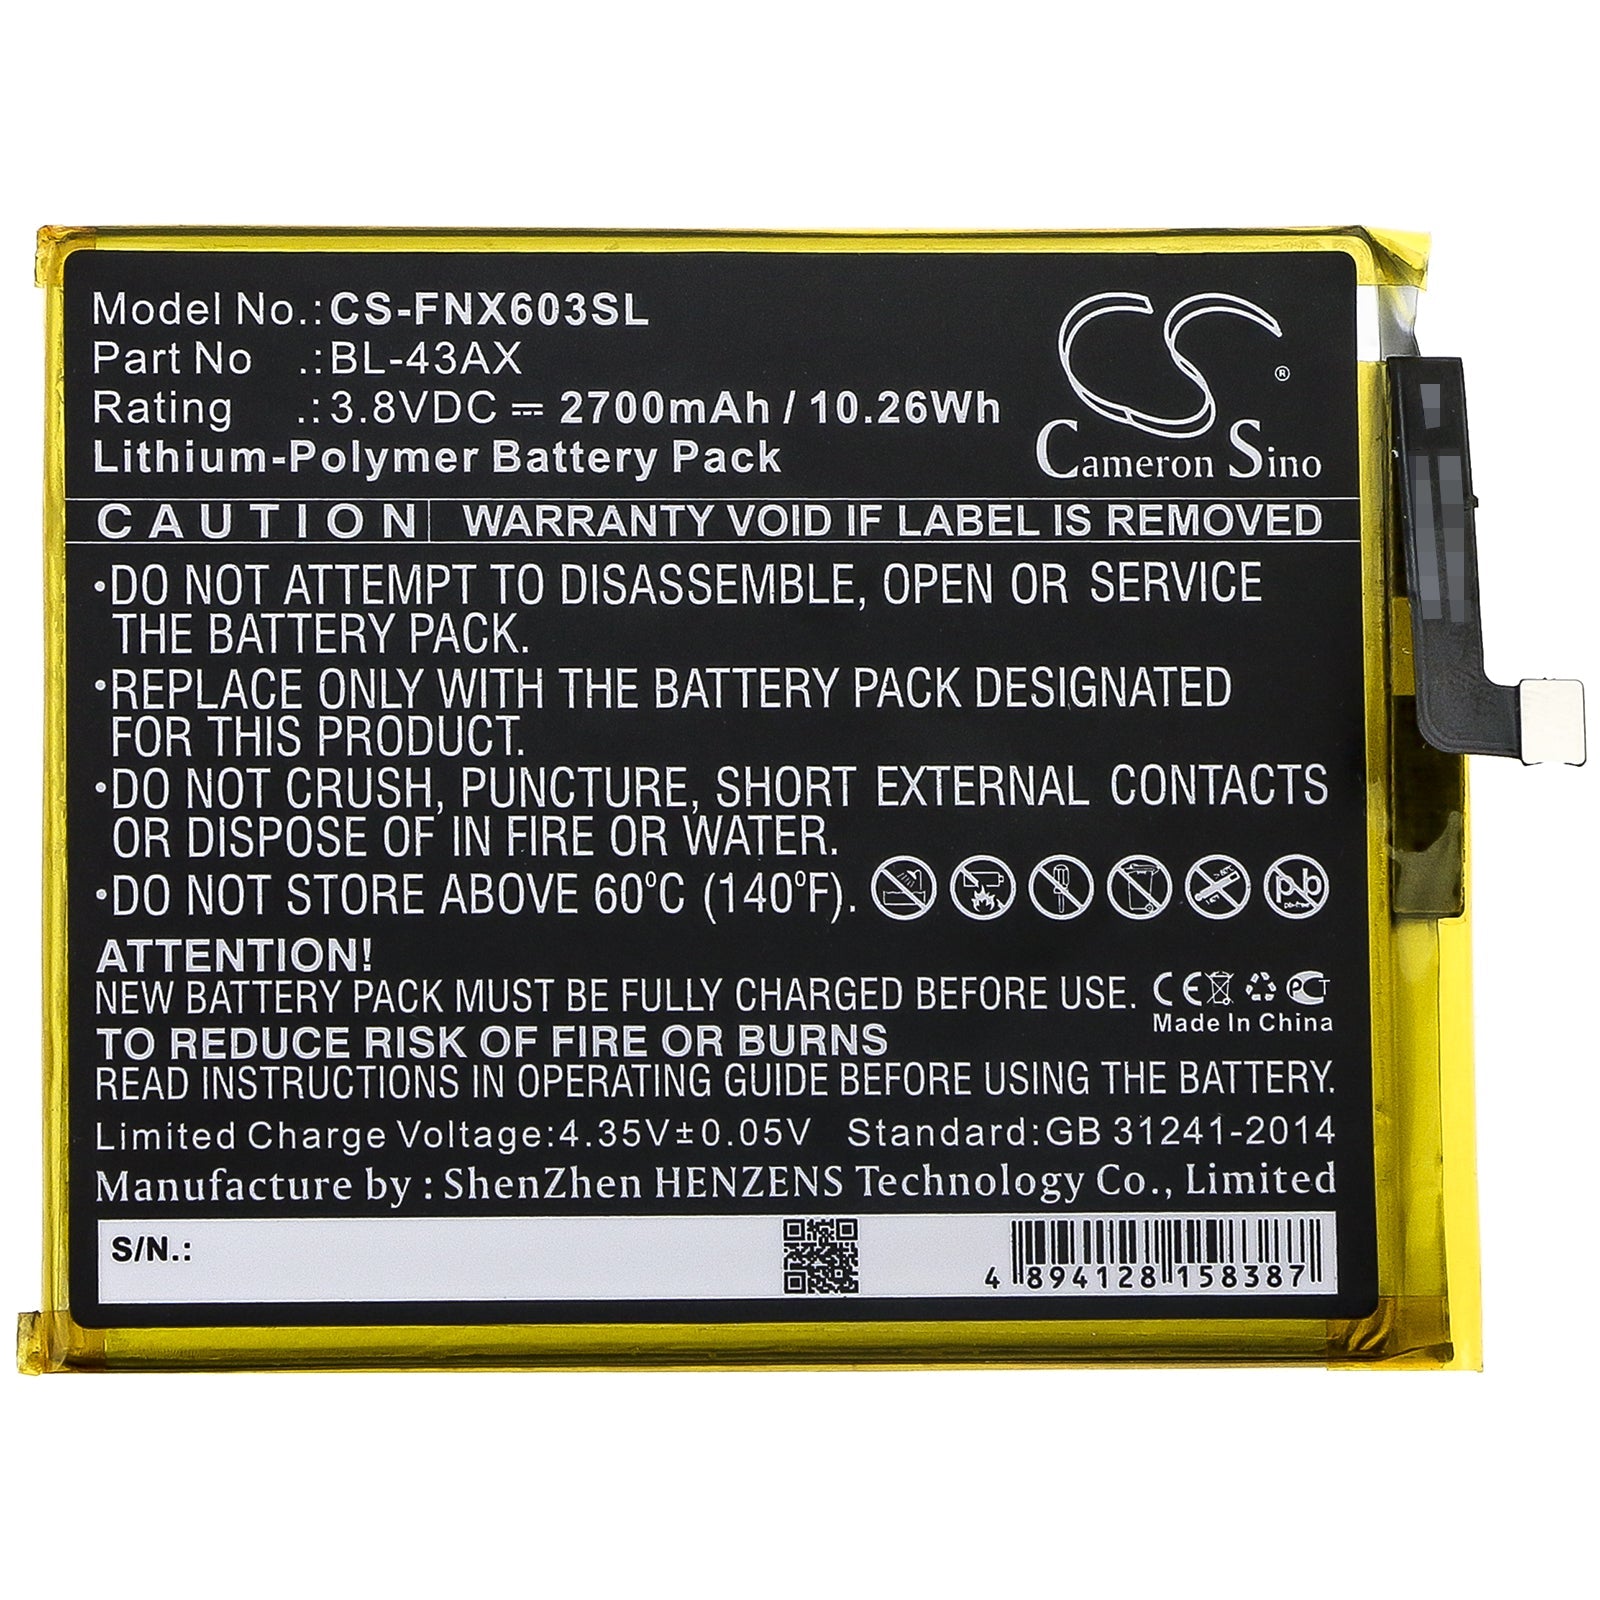 Model No.:CS-FNX603SL
Part No .:BL-43AX
Rating .:3.8VDC ⎓ 2700mAh / 10.26Wh
Lithium-Polymer Battery Pack
®
Cameron Sino
CAUTION WARRANTY VOID IF LABEL IS REMOVED
•DO NOT ATTEMPT TO DISASSEMBLE, OPEN OR SERVICE
THE BATTERY PACK.
•REPLACE ONLY WITH THE BATTERY PACK DESIGNATED
FOR THIS PRODUCT.
•DO NOT CRUSH, PUNCTURE, SHORT EXTERNAL CONTACTS
OR DISPOSE OF IN FIRE OR WATER.
•DO NOT STORE ABOVE 60°C (140°F).
Pb
ATTENTION!
NEW BATTERY PACK MUST BE FULLY CHARGED BEFORE USE.
CE PCT
Made In China
TO REDUCE RISK OF FIRE OR BURNS
READ INSTRUCTIONS IN OPERATING GUIDE BEFORE USING THE BATTERY.
Limited Charge Voltage:4.35V±0.05V Standard:GB 31241-2014
Manufacture by : ShenZhen HENZENS Technology Co., Limited
S/N.:
4 894128 158387